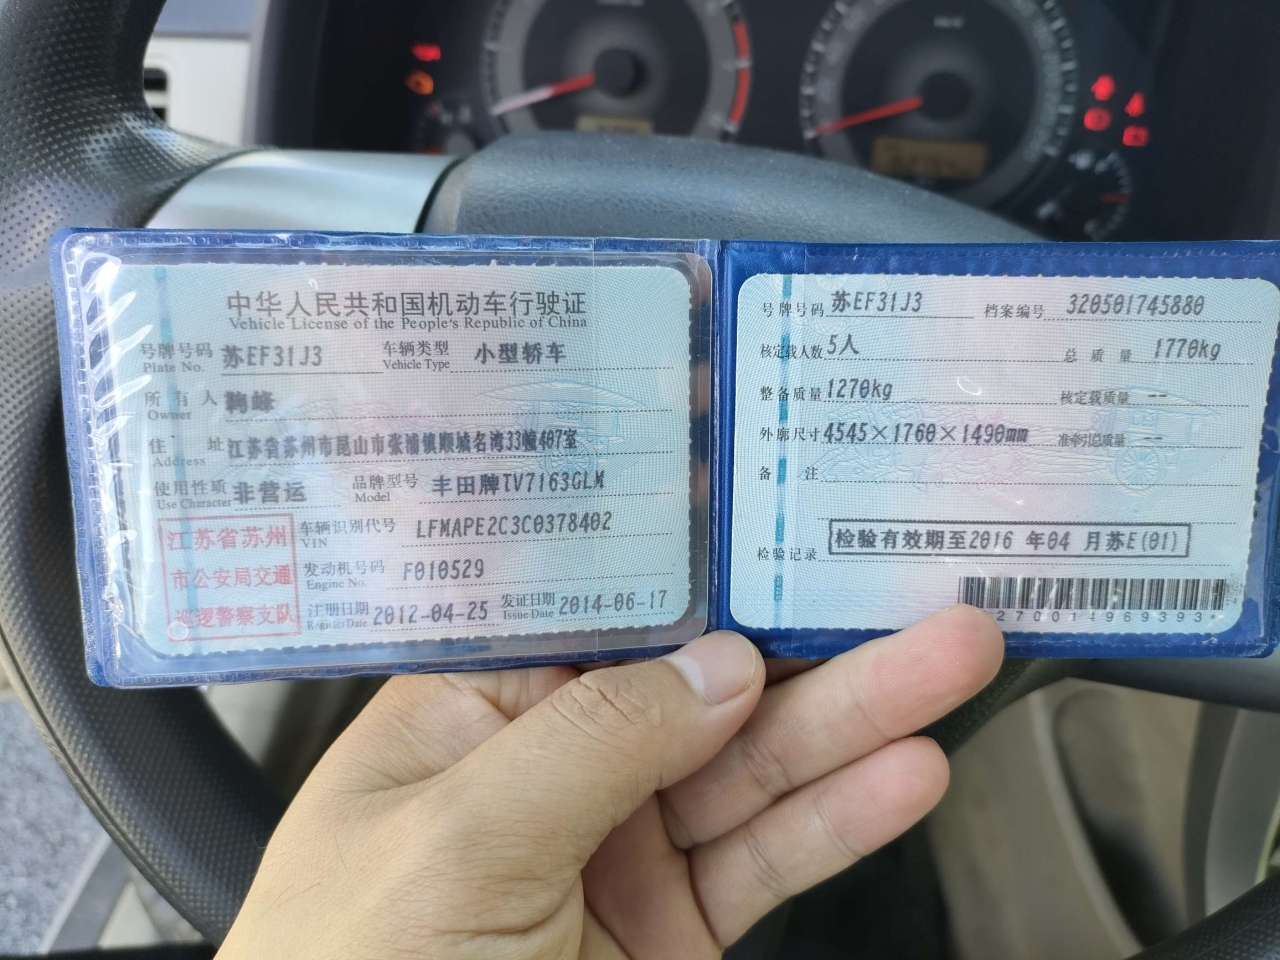 中华人民共和国机动车行驶证
Vehicle License of the People's Republic of China
号牌号码 苏EF31J3 车辆类型 小型轿车
Plate No. Vehicle Type
所有人 鞠峰
Owner
住址 江苏省苏州市昆山市张浦镇顺城名湾33幢407室
Address
使用性质 非营运 品牌型号 丰田牌TV7163GLM
Use Character Model
江苏省苏州
市公安局交通
巡逻警察支队
车辆识别代号 LFMAPE2C3C0378402
VIN
发动机号码 F010529
Engine No.
注册日期 2012-04-25 发证日期 2014-06-17
Register Date Issue Date
号牌号码 苏EF31J3 档案编号 320501745880
核定载人数 5人 总质量 1770kg
整备质量 1270kg 核定载质量 --
外廓尺寸 4545×1760×1490mm 准牵引总质量 --
备注
检验记录 检验有效期至2016 年04 月苏E(01)
2700149693 93